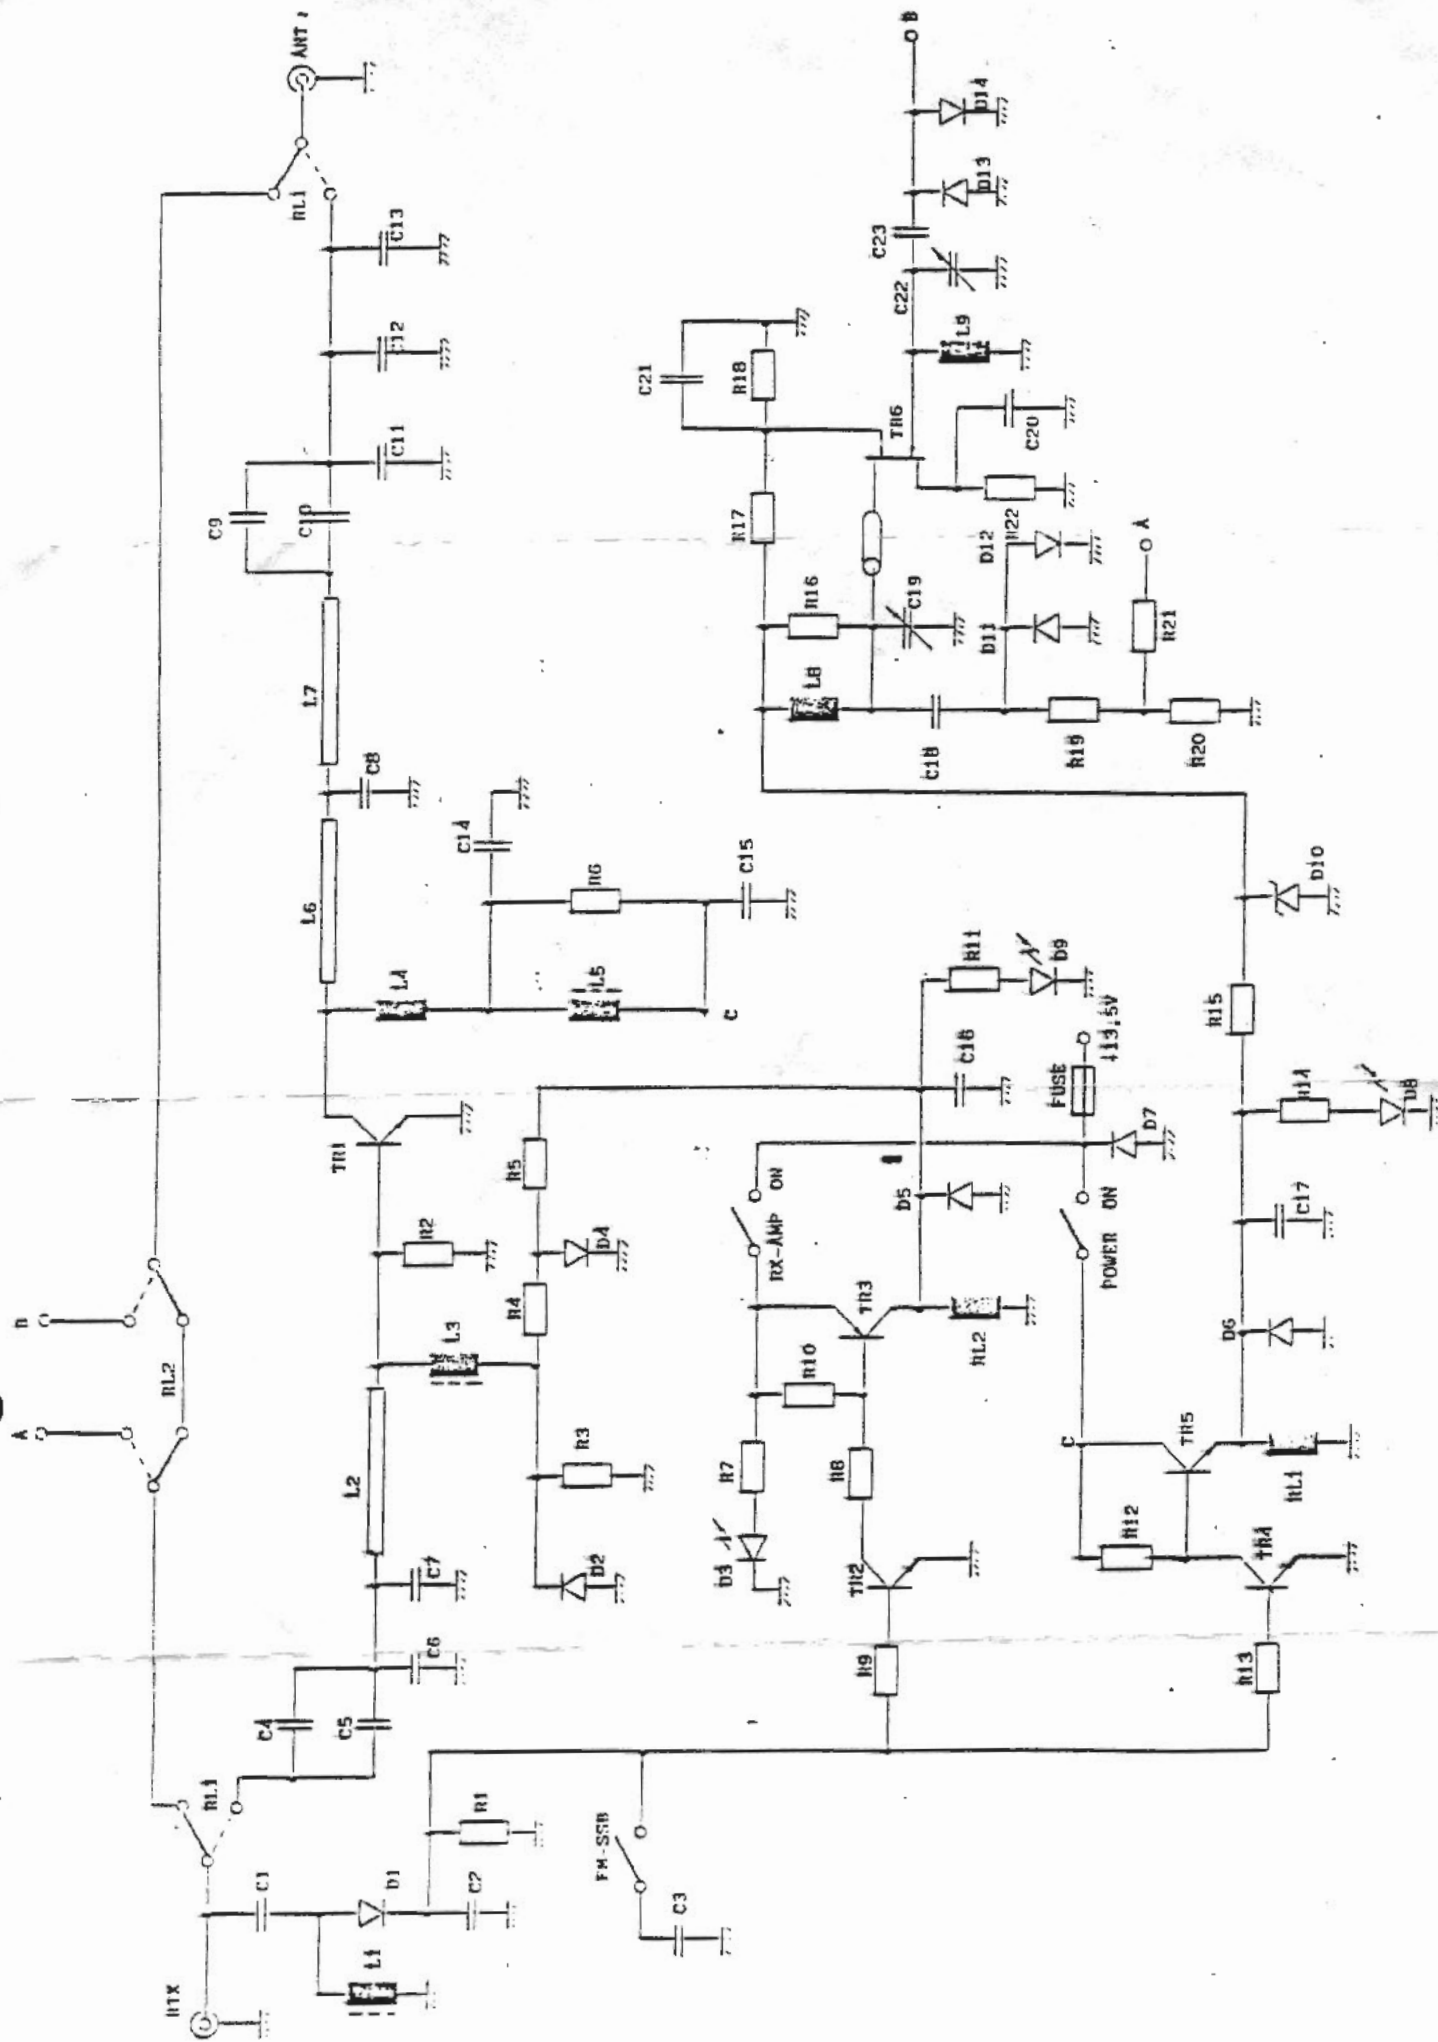 ANT
RL1
C13
C12
C11
C9
C10
L7
C8
L6
L4
C14
R6
L5
C15
C
TR1
R2
R5
D4
R4
L3
L2
R3
D2
C7
C6
C4
C5
RL1
RL2
A
B
R1
C1
D1
C2
L1
RTX
FM-SSB
C3
B
D14
D13
C23
C22
L9
C21
R18
TR6
C20
R22
R17
R16
C19
D12
D11
A
R21
L8
C18
R19
R20
D10
R15
R14
D8
C17
D6
R11
D9
C16
+13,5V
FUSE
D7
RX-AMP ON
D5
POWER ON
TR3
RL2
R10
R7
R8
D3
TR2
R9
C
TR5
RL1
R12
TR4
R13